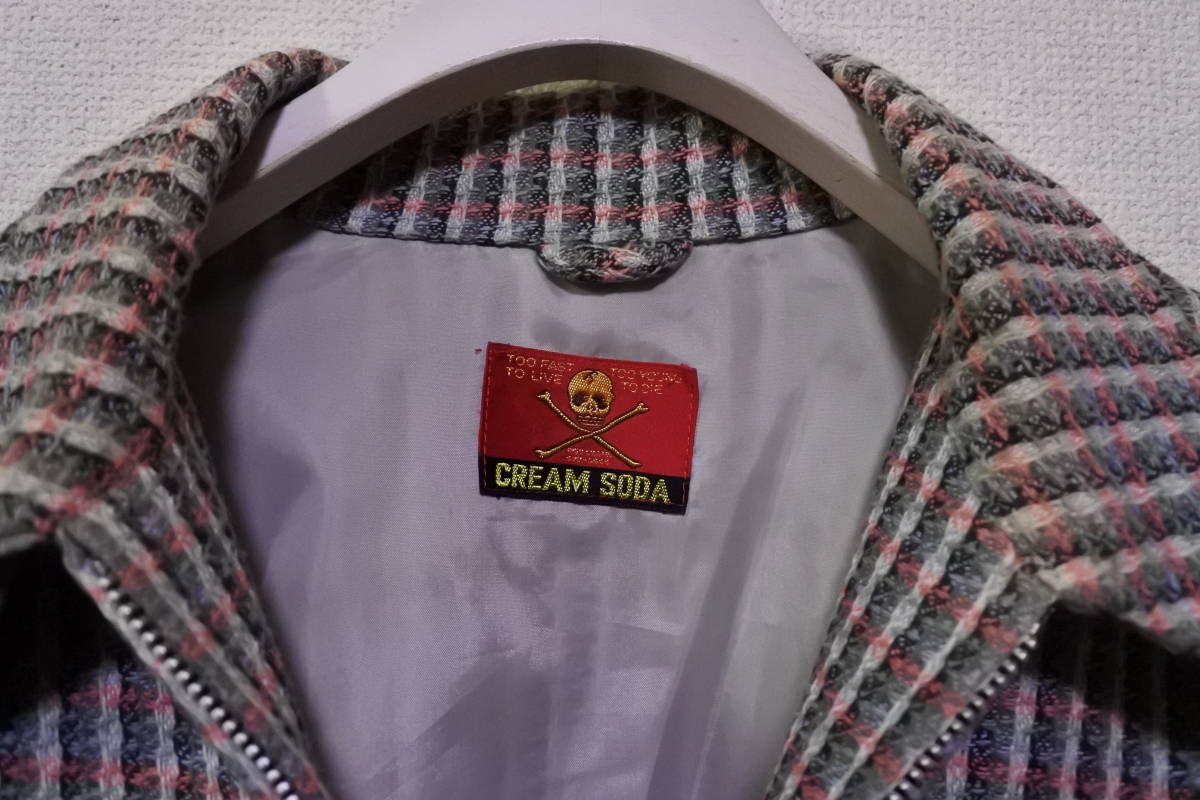 TOO FAST
TO LIVE
TOO YOUNG
TO DIE
CREAM SODA